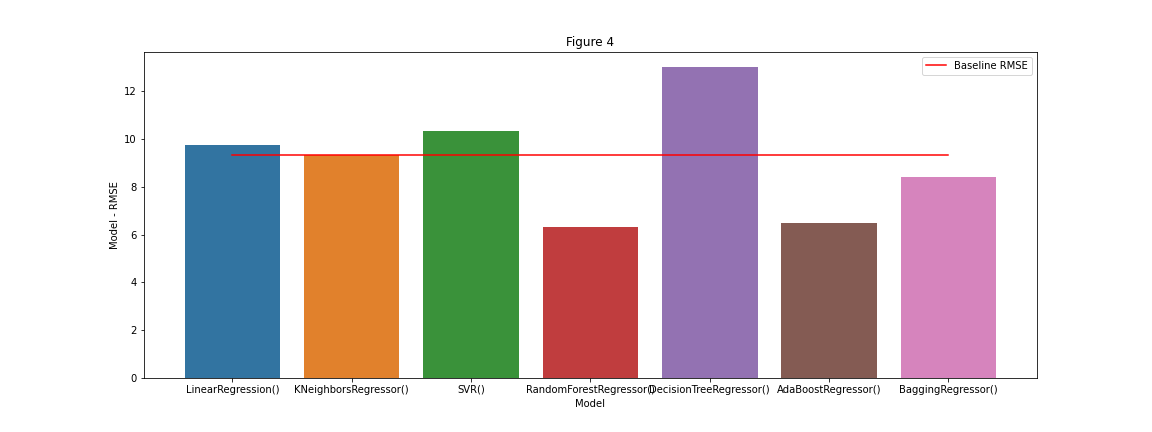 Figure 4
Baseline RMSE
12
10
8
6
4
2
0
Model - RMSE
LinearRegression() KNeighborsRegressor() SVR() RandomForestRegressor() DecisionTreeRegressor() AdaBoostRegressor() BaggingRegressor()
Model